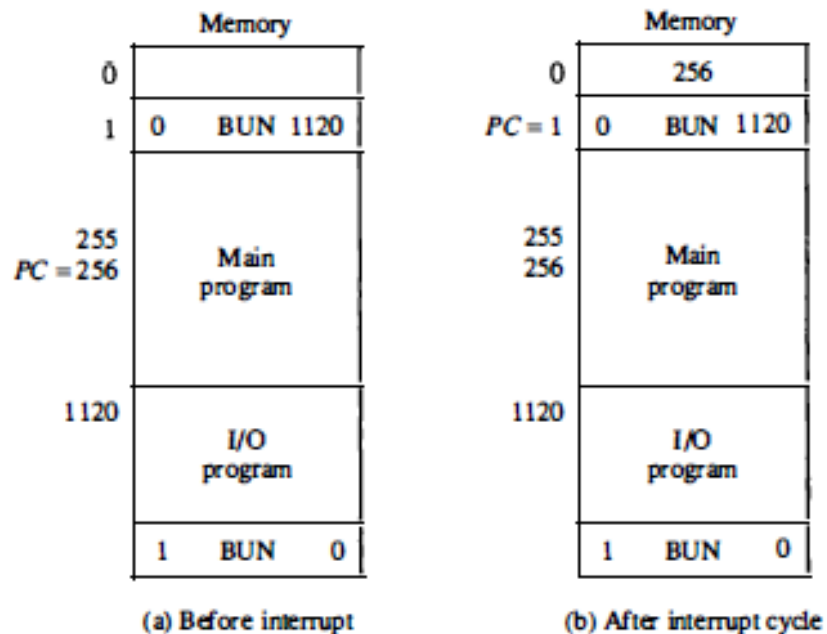 Memory
0
1 0 BUN 1120
255
PC = 256
Main
program
1120
I/O
program
1 BUN 0
(a) Before interrupt
Memory
0 256
PC = 1 0 BUN 1120
255
256
Main
program
1120
I/O
program
1 BUN 0
(b) After interrupt cycle